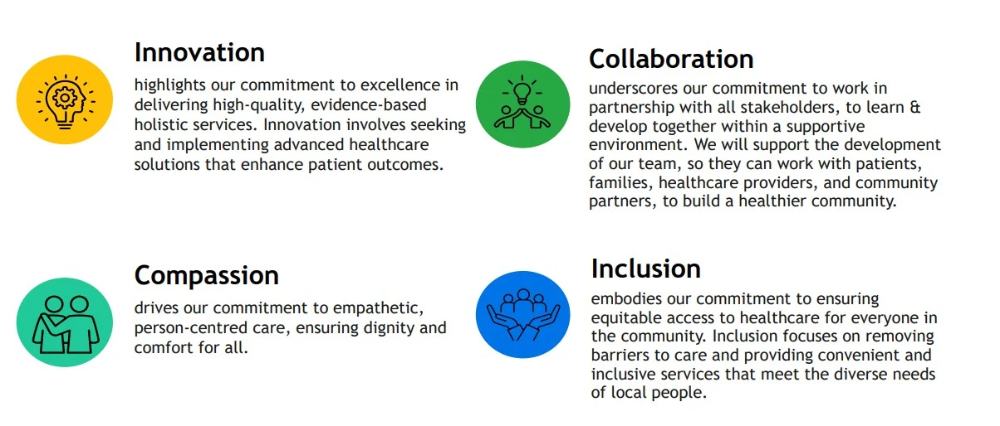 Innovation
highlights our commitment to excellence in
delivering high-quality, evidence-based
holistic services. Innovation involves seeking
and implementing advanced healthcare
solutions that enhance patient outcomes.
Collaboration
underscores our commitment to work in
partnership with all stakeholders, to learn &
develop together within a supportive
environment. We will support the development
of our team, so they can work with patients,
families, healthcare providers, and community
partners, to build a healthier community.
Compassion
drives our commitment to empathetic,
person-centred care, ensuring dignity and
comfort for all.
Inclusion
embodies our commitment to ensuring
equitable access to healthcare for everyone in
the community. Inclusion focuses on removing
barriers to care and providing convenient and
inclusive services that meet the diverse needs
of local people.